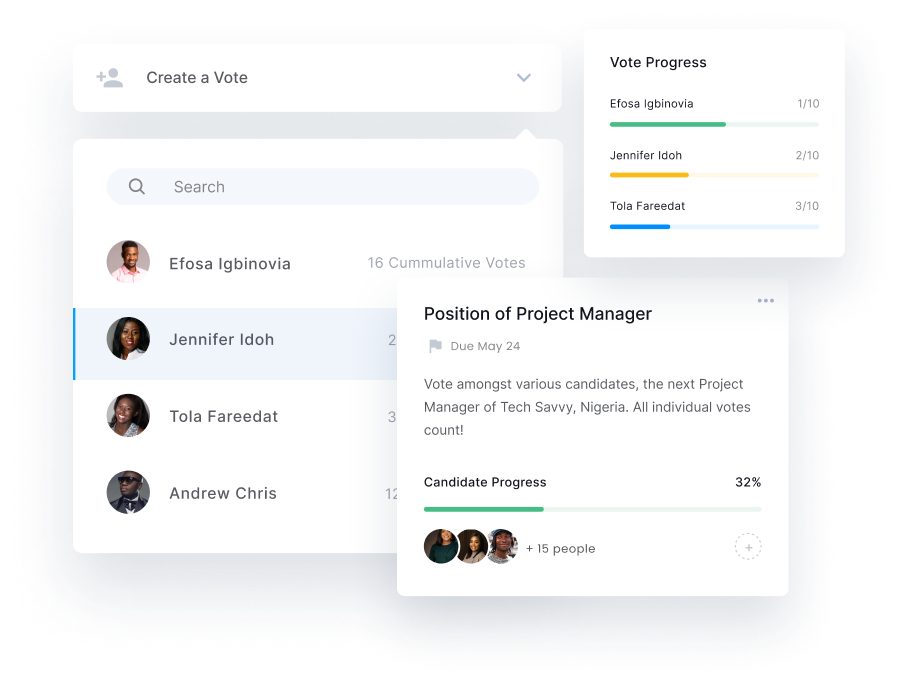 Create a Vote
Search
Efosa Igbinovia 16 Cummulative Votes
Jennifer Idoh 2
Tola Fareedat 3
Andrew Chris 12
Vote Progress
Efosa Igbinovia 1/10
Jennifer Idoh 2/10
Tola Fareedat 3/10
Position of Project Manager
Due May 24
Vote amongst various candidates, the next Project
Manager of Tech Savvy, Nigeria. All individual votes
count!
Candidate Progress 32%
+ 15 people
+